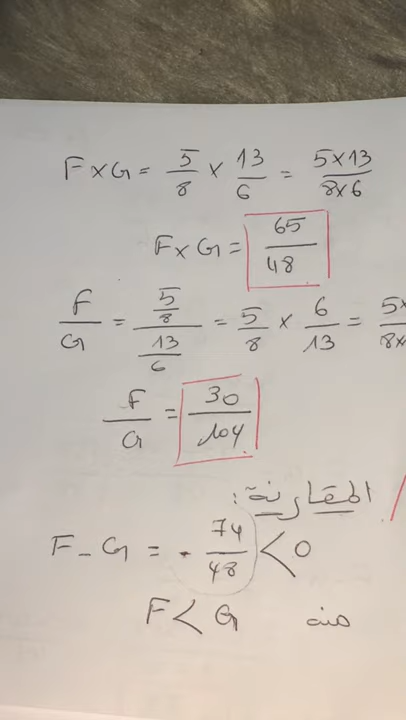 F × G = 5/8 × 13/6 = 5×13/8×6
F × G = 65/48
F/G = (5/8)/(13/6) = 5/8 × 6/13 = 5×/8×
F/G = 30/104
المقارنة:
F - G = - 74/48 < 0
منه F < G